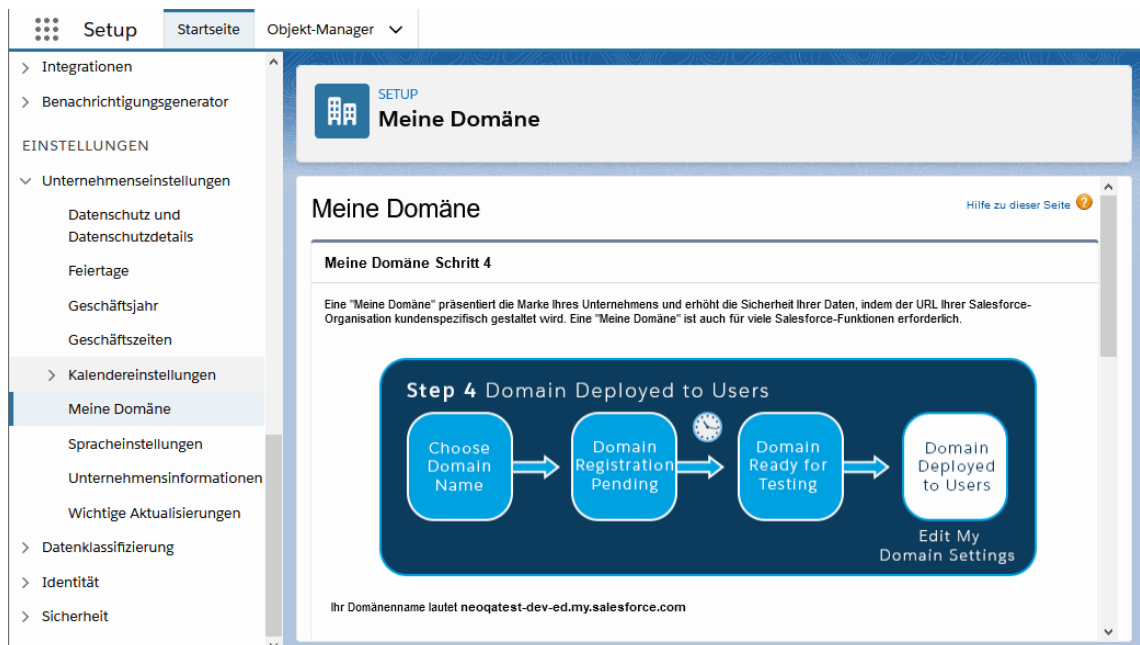 Setup
Startseite
Objekt-Manager
Integrationen
Benachrichtigungsgenerator
EINSTELLUNGEN
Unternehmenseinstellungen
Datenschutz und
Datenschutzdetails
Feiertage
Geschäftsjahr
Geschäftszeiten
Kalendereinstellungen
Meine Domäne
Spracheinstellungen
Unternehmensinformationen
Wichtige Aktualisierungen
Datenklassifizierung
Identität
Sicherheit
SETUP
Meine Domäne
Meine Domäne
Hilfe zu dieser Seite ?
Meine Domäne Schritt 4
Eine "Meine Domäne" präsentiert die Marke Ihres Unternehmens und erhöht die Sicherheit Ihrer Daten, indem der URL Ihrer Salesforce-
Organisation kundenspezifisch gestaltet wird. Eine "Meine Domäne" ist auch für viele Salesforce-Funktionen erforderlich.
Step 4 Domain Deployed to Users
Choose
Domain
Name
Domain
Registration
Pending
Domain
Ready for
Testing
Domain
Deployed
to Users
Edit My
Domain Settings
Ihr Domänenname lautet neoqatest-dev-ed.my.salesforce.com